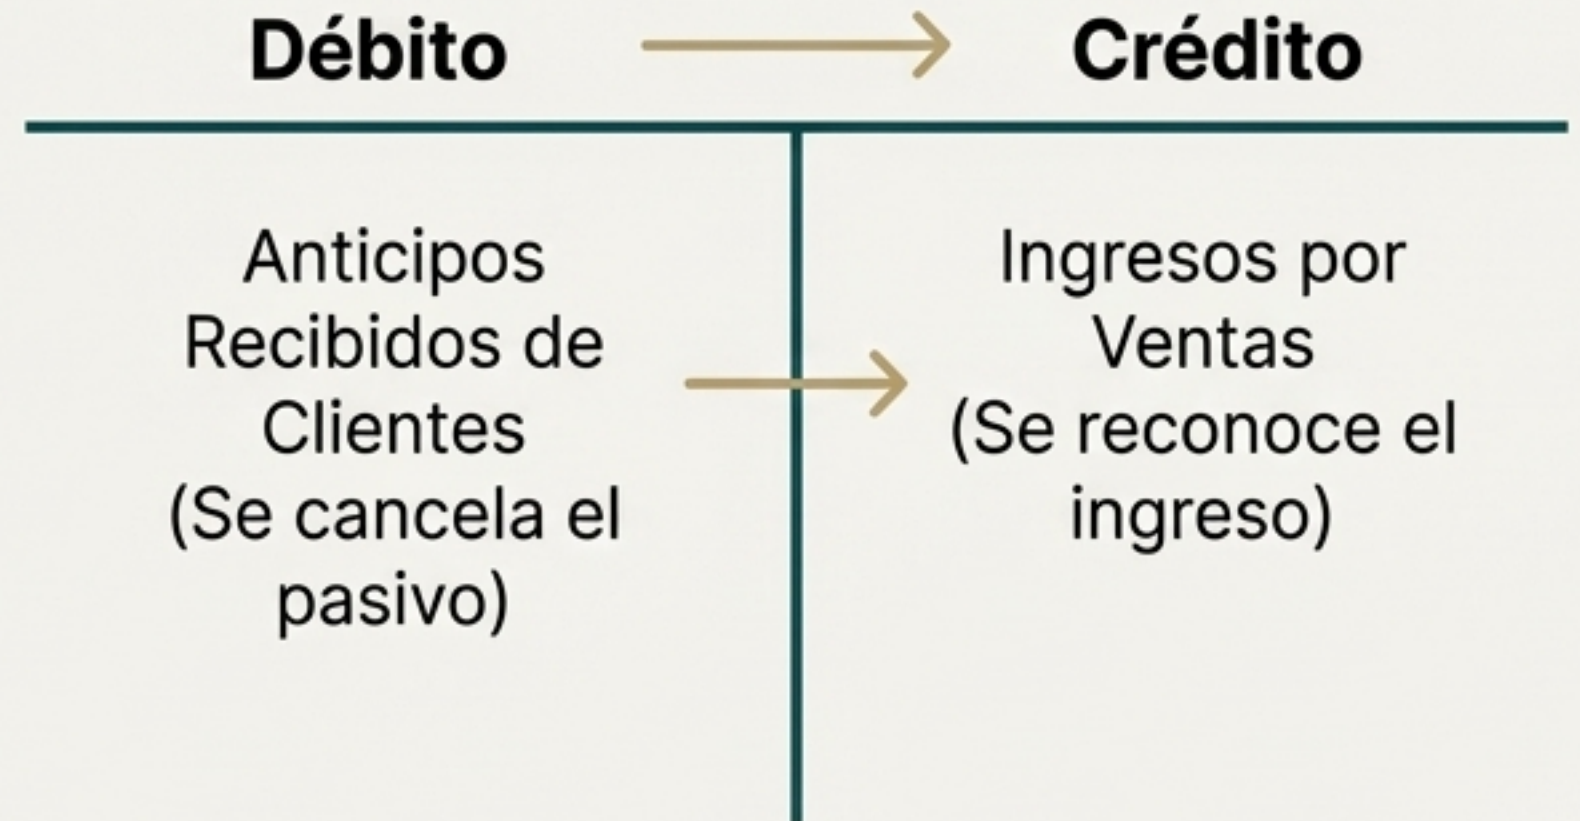 Débito
Crédito
Anticipos
Recibidos de
Clientes
(Se cancela el
pasivo)
Ingresos por
Ventas
(Se reconoce el
ingreso)